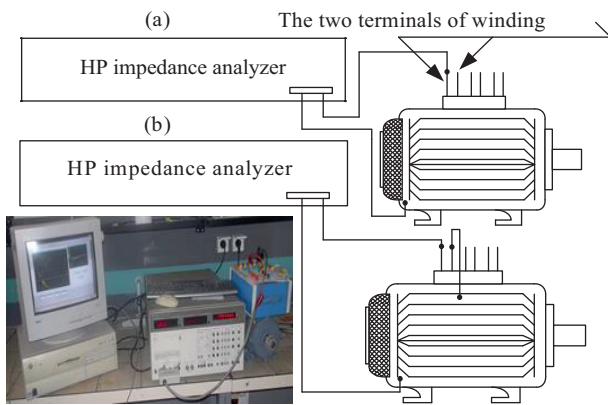 (a)
The two terminals of winding
HP impedance analyzer
(b)
HP impedance analyzer